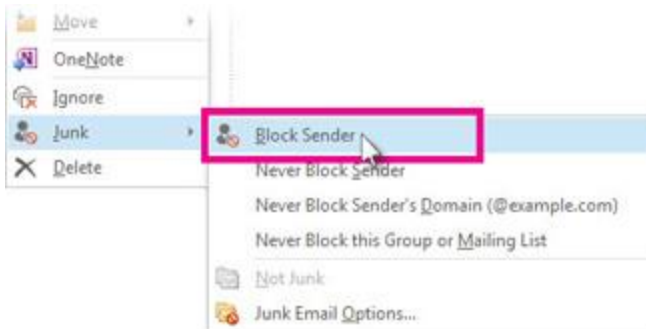 Move
OneNote
Ignore
Junk
Delete
Block Sender
Never Block Sender
Never Block Sender's Domain (@example.com)
Never Block this Group or Mailing List
Not Junk
Junk Email Options...